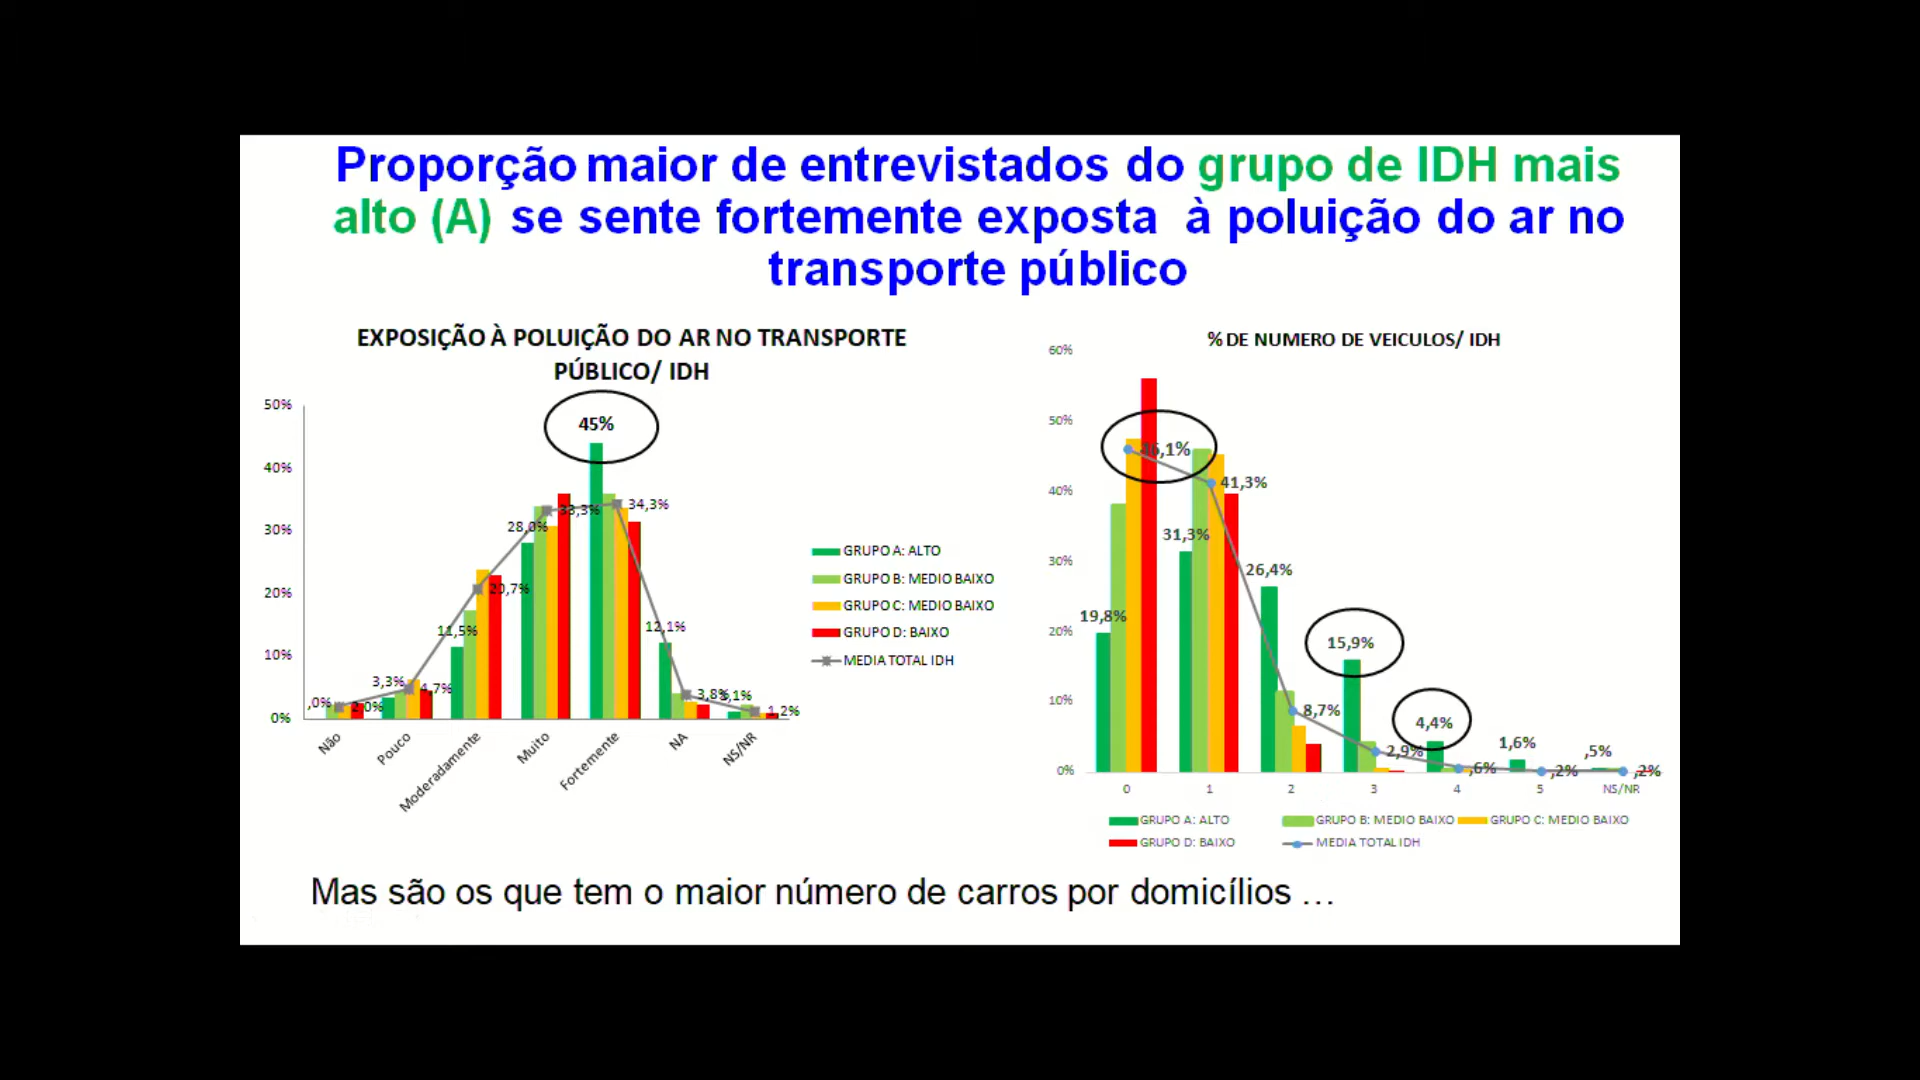 Proporção maior de entrevistados do grupo de IDH mais
alto (A) se sente fortemente exposta à poluição do ar no
transporte público
EXPOSIÇÃO À POLUIÇÃO DO AR NO TRANSPORTE
PÚBLICO/ IDH
50%
40%
30%
20%
10%
0%
,0%
2,0%
3,3%
4,7%
11,5%
20,7%
28,0%
33,3%
45%
34,3%
12,1%
3,8%
1,2%
Não
Pouco
Moderadamente
Muito
Fortemente
NA
NS/NR
GRUPO A: ALTO
GRUPO B: MEDIO BAIXO
GRUPO C: MEDIO BAIXO
GRUPO D: BAIXO
MEDIA TOTAL IDH
% DE NUMERO DE VEICULOS/ IDH
60%
50%
40%
30%
20%
10%
0%
19,8%
31,3%
41,3%
26,4%
8,7%
15,9%
2,9%
4,4%
,6%
1,6%
,2%
,5%
,2%
0
1
2
3
4
5
NS/NR
GRUPO A: ALTO
GRUPO B: MEDIO BAIXO
GRUPO C: MEDIO BAIXO
GRUPO D: BAIXO
MEDIA TOTAL IDH
Mas são os que tem o maior número de carros por domicílios …